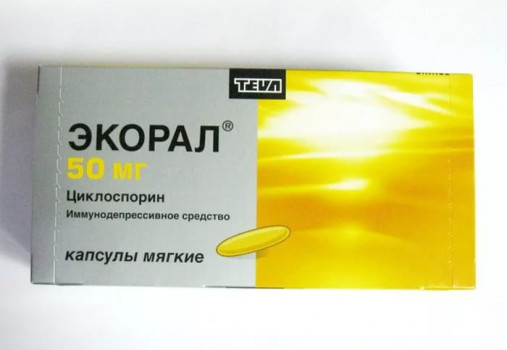 TEVA
ЭКОРАЛ®
50 мг
Циклоспорин
Иммунодепрессивное средство
капсулы мягкие